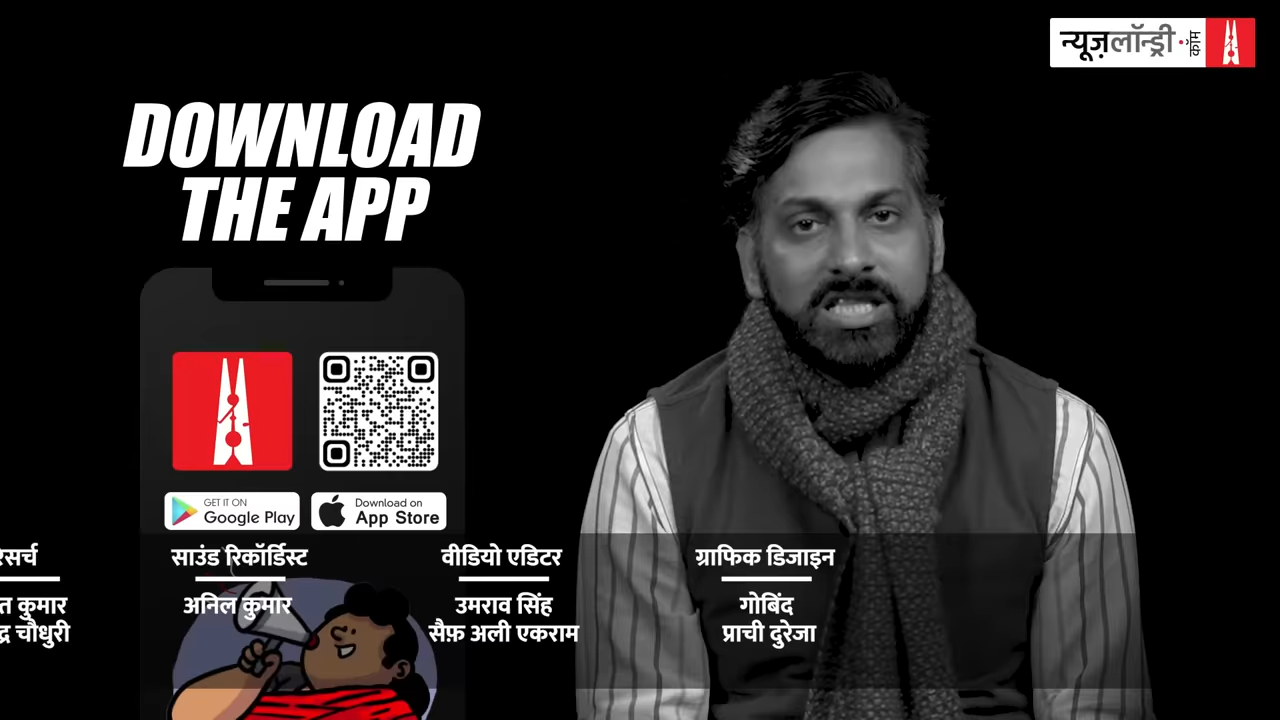 न्यूज़लॉन्ड्री.कॉम
DOWNLOAD
THE APP
GET IT ON
Google Play
Download on
App Store
साउंड रिकॉर्डिस्ट
अनिल कुमार
वीडियो एडिटर
उमराव सिंह
सैफ़ अली एकराम
ग्राफिक डिजाइन
गोबिंद
प्राची दुरेजा
कुमार
चौधुरी